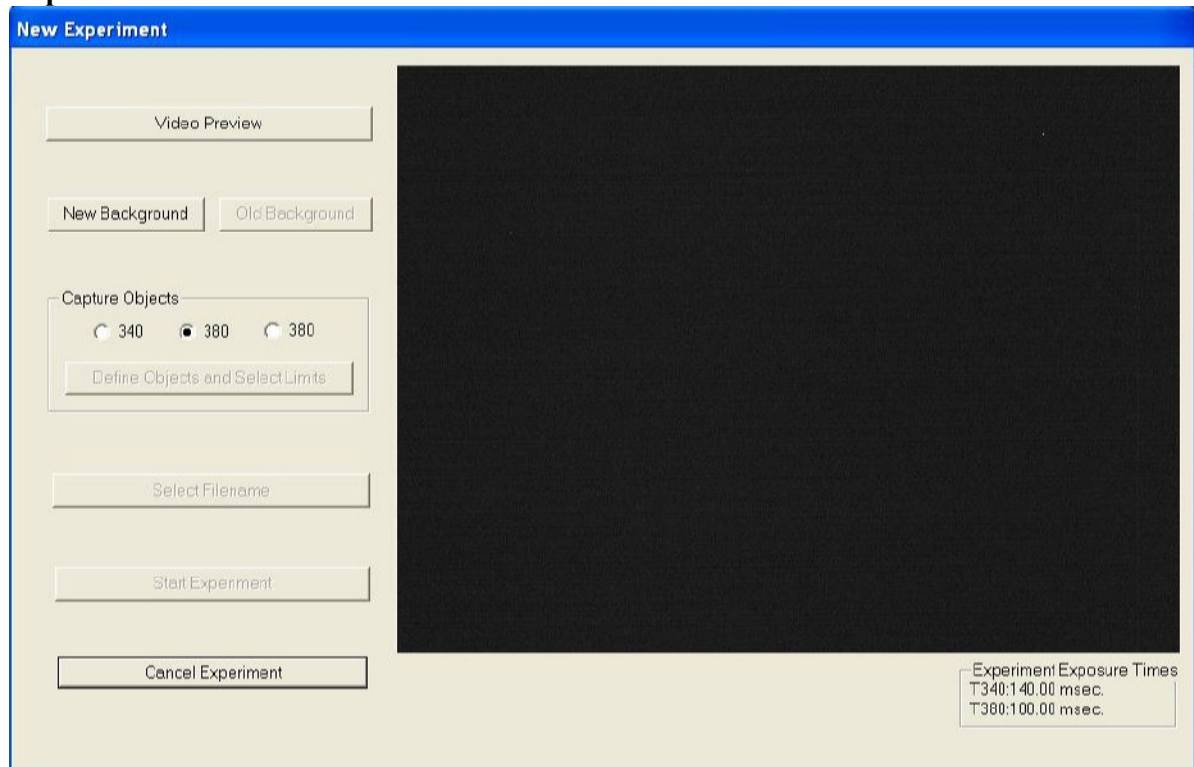 New Experiment
Video Preview
New Background
Old Background
Capture Objects
340
380
380
Define Objects and Select Limits
Select Filename
Start Experiment
Cancel Experiment
Experiment Exposure Times
T340:140.00 msec.
T380:100.00 msec.